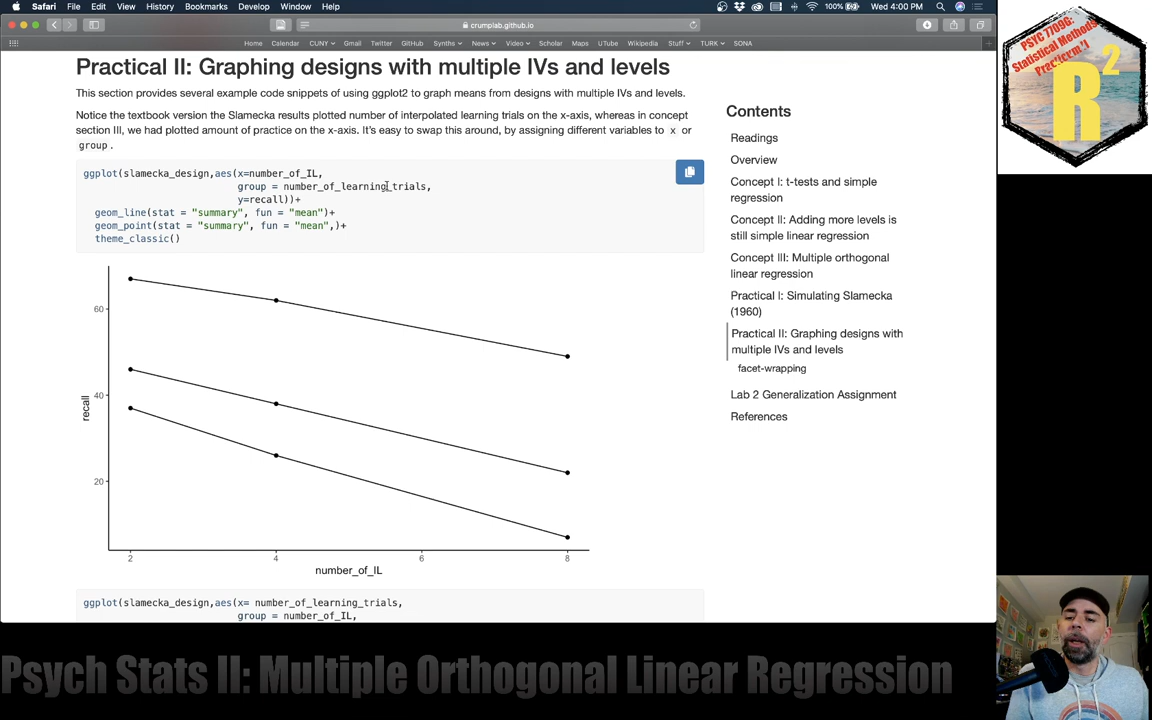 Safari File Edit View History Bookmarks Develop Window Help 100% Wed 4:00 PM
crumplab.github.io
Home Calendar CUNY Gmail Twitter GitHub Synths News Video Scholar Maps UTube Wikipedia Stuff TURK SONA
Practical II: Graphing designs with multiple IVs and levels
This section provides several example code snippets of using ggplot2 to graph means from designs with multiple IVs and levels.
Notice the textbook version the Slamecka results plotted number of interpolated learning trials on the x-axis, whereas in concept
section III, we had plotted amount of practice on the x-axis. It's easy to swap this around, by assigning different variables to x or
group.
ggplot(slamecka_design,aes(x=number_of_IL,
group = number_of_learning_trials,
y=recall))+
geom_line(stat = "summary", fun = "mean")+
geom_point(stat = "summary", fun = "mean",)+
theme_classic()
60
40
20
recall
2 4 6 8
number_of_IL
ggplot(slamecka_design,aes(x= number_of_learning_trials,
group = number_of_IL,
Contents
Readings
Overview
Concept I: t-tests and simple
regression
Concept II: Adding more levels is
still simple linear regression
Concept III: Multiple orthogonal
linear regression
Practical I: Simulating Slamecka
(1960)
Practical II: Graphing designs with
multiple IVs and levels
facet-wrapping
Lab 2 Generalization Assignment
References
PSYC 7709G:
Statistical Methods
Practicum I
R2
Psych Stats II: Multiple Orthogonal Linear Regression